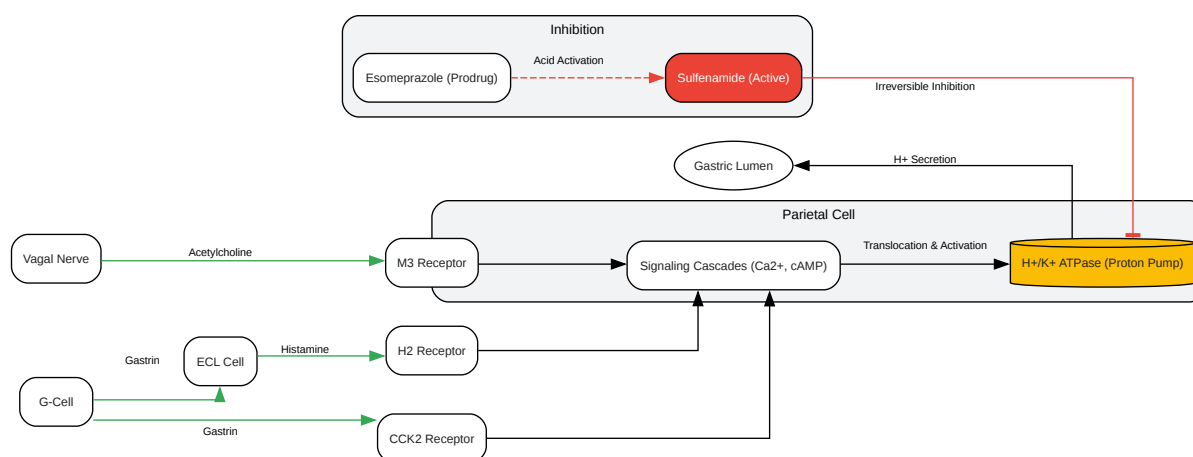 Inhibition
Acid Activation
Esomeprazole (Prodrug)
Sulfenamide (Active)
Irreversible Inhibition
Gastric Lumen
H+ Secretion
Parietal Cell
Vagal Nerve
Acetylcholine
M3 Receptor
Signaling Cascades (Ca2+, cAMP)
Translocation & Activation
H+/K+ ATPase (Proton Pump)
Gastrin
ECL Cell
Histamine
H2 Receptor
G-Cell
Gastrin
CCK2 Receptor